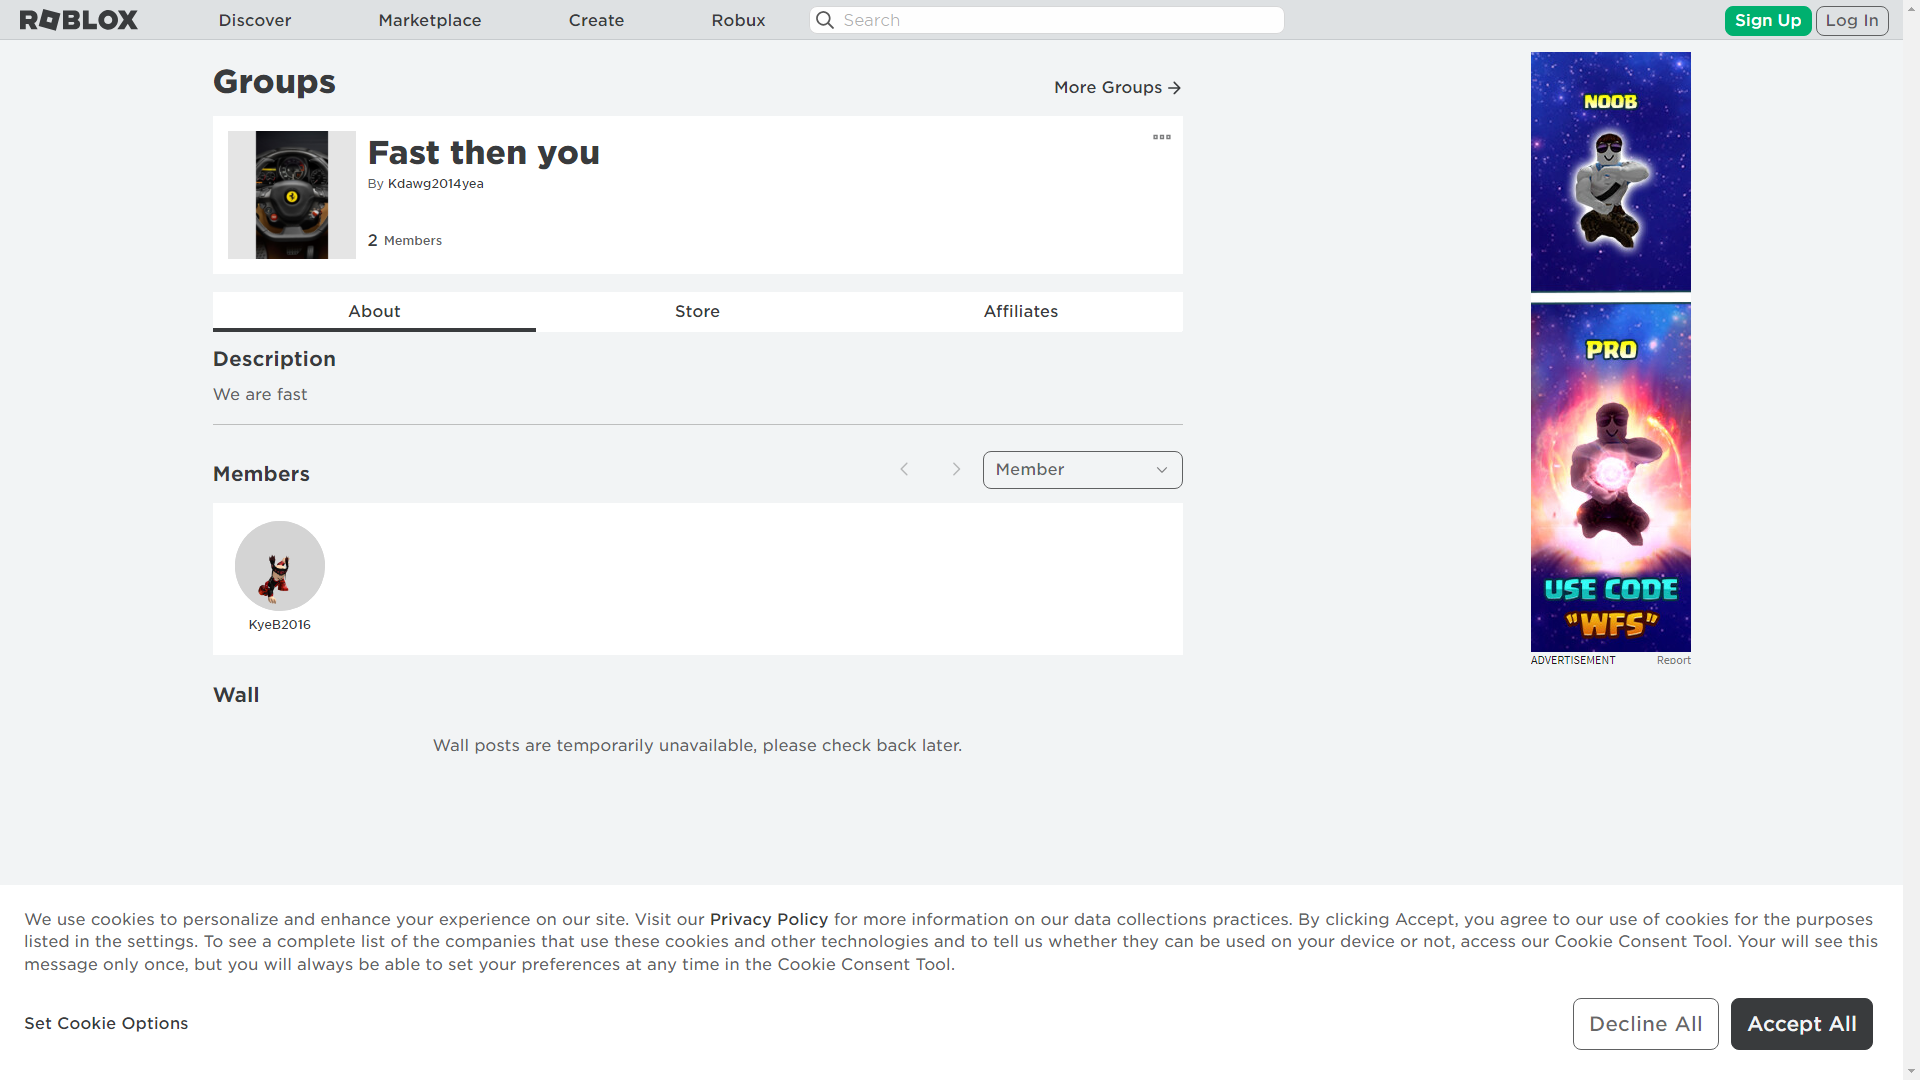 ROBLOX
Discover
Marketplace
Create
Robux
Search
Sign Up
Log In
Groups
More Groups
Fast then you
By Kdawg2014yea
2 Members
About
Store
Affiliates
Description
We are fast
Members
Member
KyeB2016
Wall
Wall posts are temporarily unavailable, please check back later.
NOOB
PRO
USE CODE
"WFS"
ADVERTISEMENT
Report
We use cookies to personalize and enhance your experience on our site. Visit our Privacy Policy for more information on our data collections practices. By clicking Accept, you agree to our use of cookies for the purposes
listed in the settings. To see a complete list of the companies that use these cookies and other technologies and to tell us whether they can be used on your device or not, access our Cookie Consent Tool. Your will see this
message only once, but you will always be able to set your preferences at any time in the Cookie Consent Tool.
Set Cookie Options
Decline All
Accept All